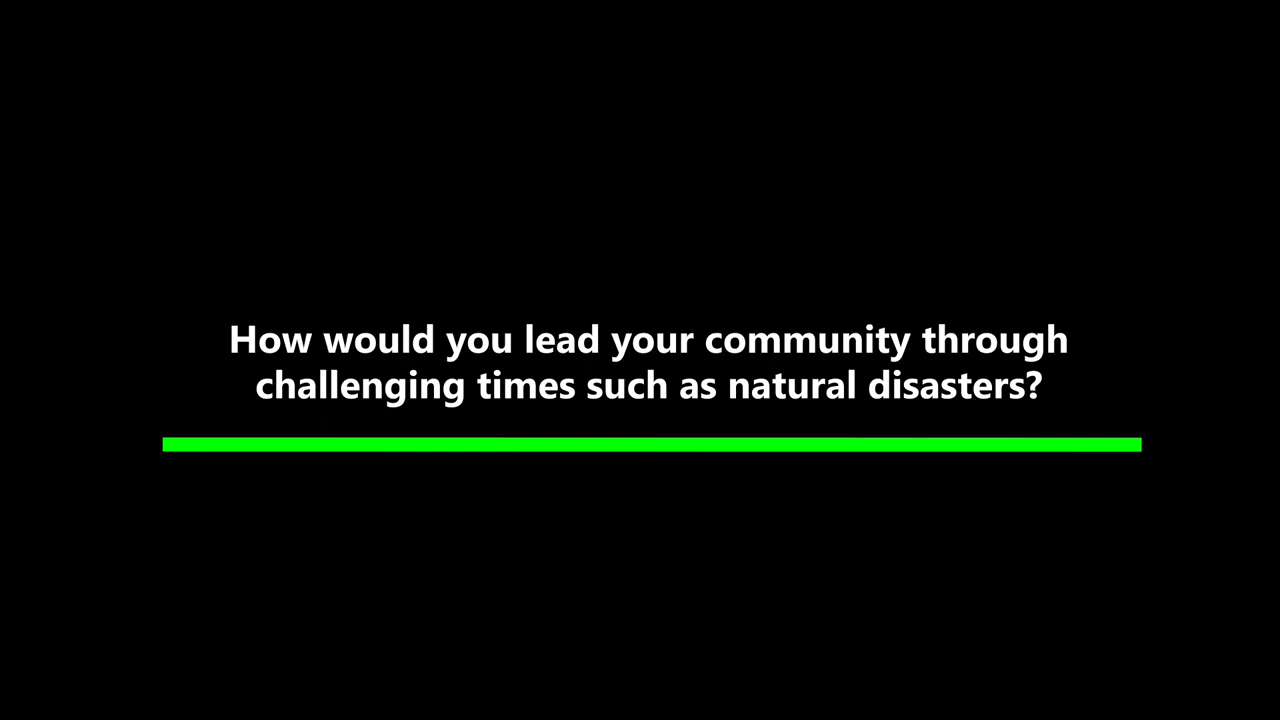 How would you lead your community through
challenging times such as natural disasters?